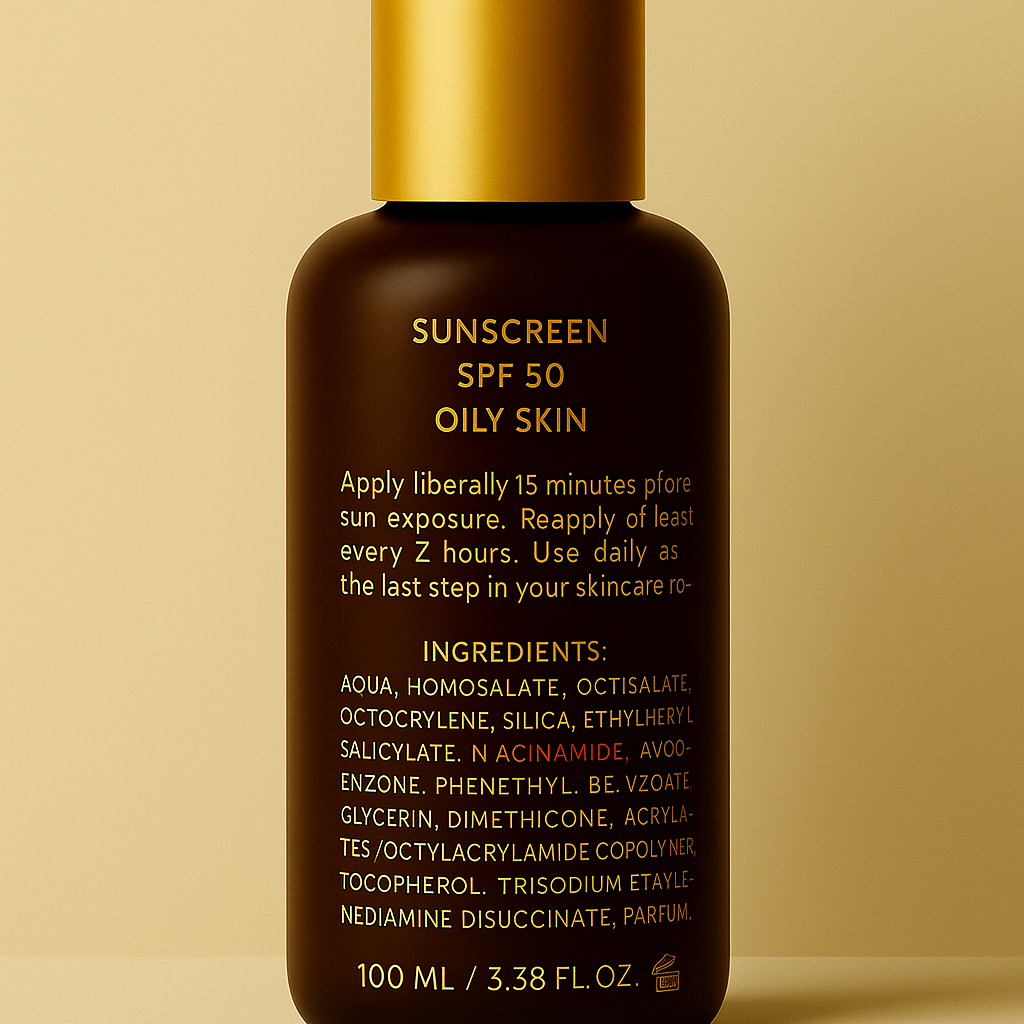 SUNSCREEN
SPF 50
OILY SKIN
Apply liberally 15 minutes pfore
sun exposure. Reapply of least
every Z hours. Use daily as
the last step in your skincare ro-
INGREDIENTS:
AQUA, HOMOSALATE, OCTISALATE,
OCTOCRYLENE, SILICA, ETHYLHERYL
SALICYLATE. N ACINAMIDE, AVOO-
ENZONE. PHENETHYL. BE. VZOATE
GLYCERIN, DIMETHICONE, ACRYLA-
TES /OCTYLACRYLAMIDE COPOLYNER,
TOCOPHEROL. TRISODIUM ETAYLE-
NEDIAMINE DISUCCINATE, PARFUM.
100 ML / 3.38 FL. OZ.